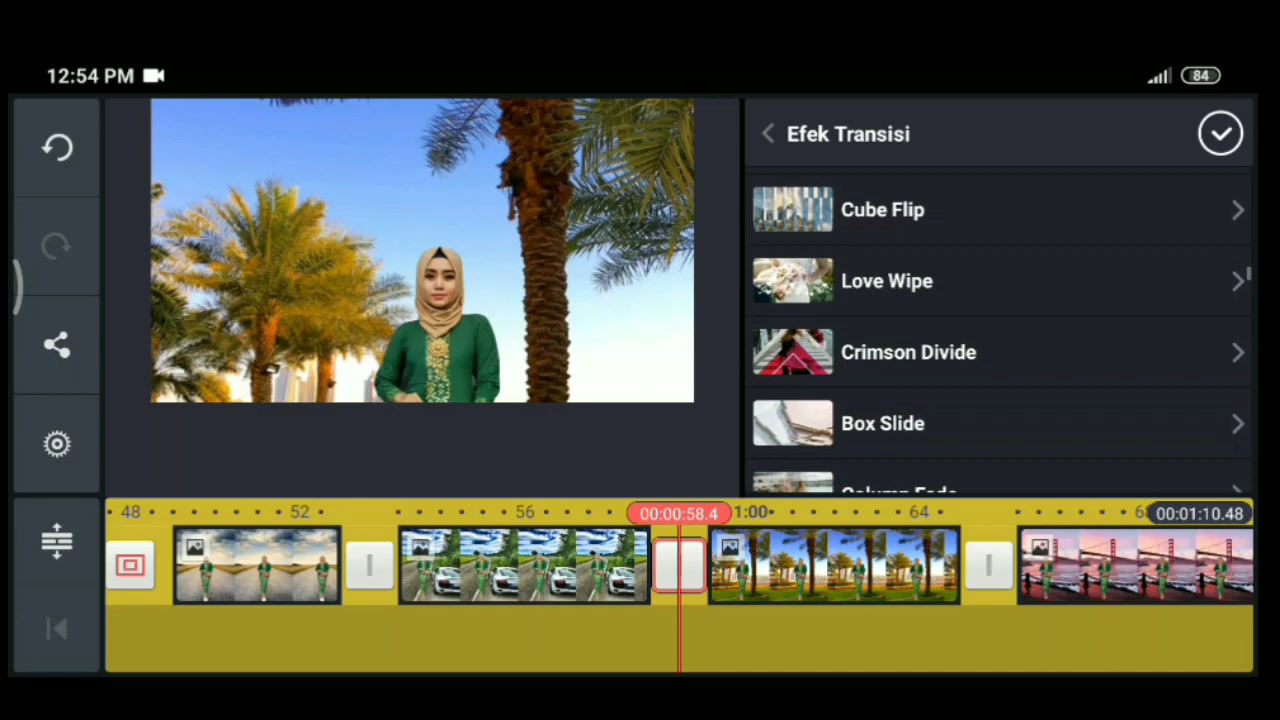 12:54 PM
84
Efek Transisi
Cube Flip
Love Wipe
Crimson Divide
Box Slide
Column Fade
48
52
56
00:00:58.4
1:00
64
00:01:10.48